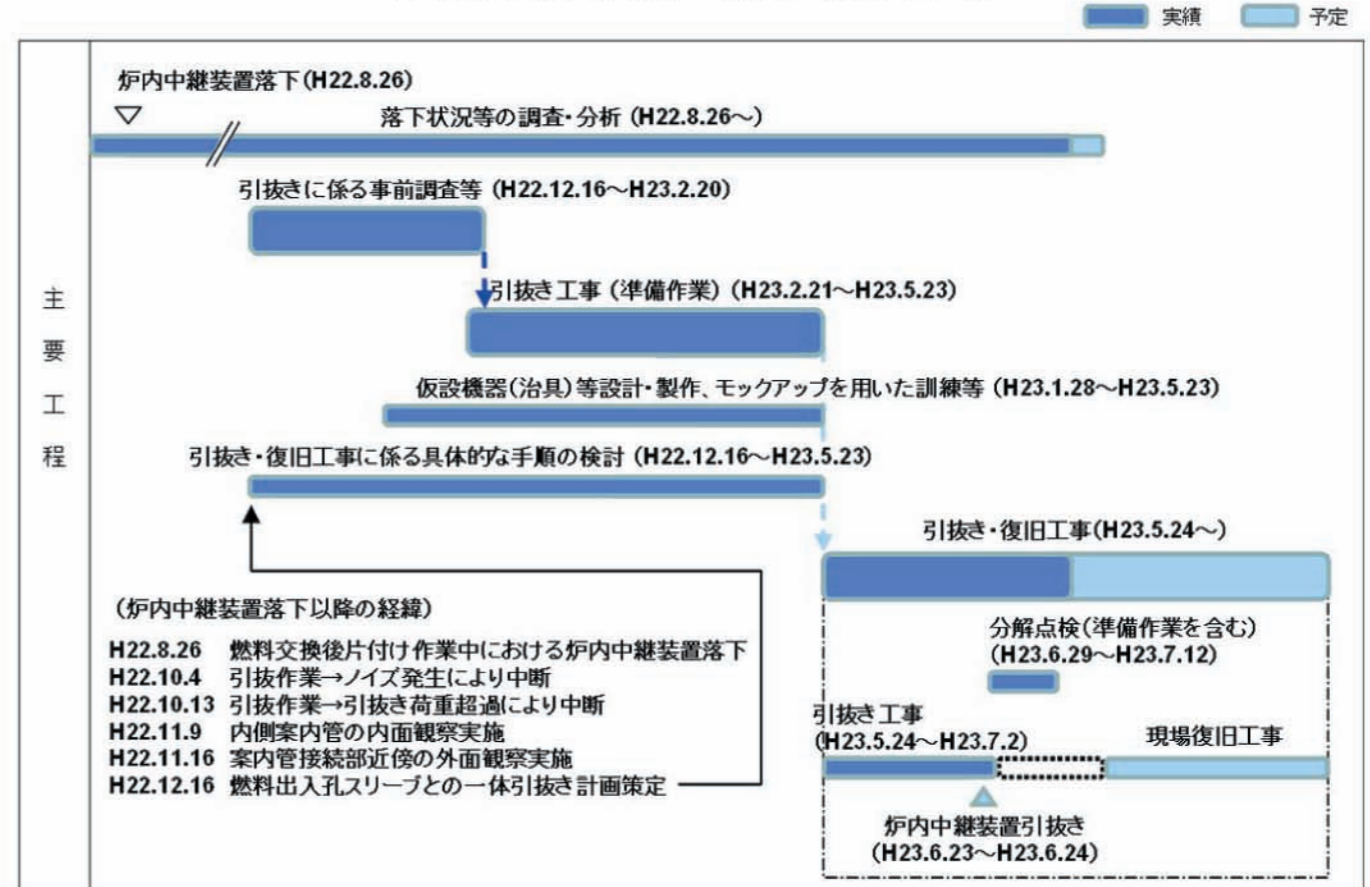 実績
予定
炉内中継装置落下(H22.8.26)
落下状況等の調査・分析 (H22.8.26～)
引抜きに係る事前調査等 (H22.12.16～H23.2.20)
引抜き工事 (準備作業) (H23.2.21～H23.5.23)
仮設機器(治具)等設計・製作、モックアップを用いた訓練等 (H23.1.28～H23.5.23)
引抜き・復旧工事に係る具体的な手順の検討 (H22.12.16～H23.5.23)
主要工程
引抜き・復旧工事(H23.5.24～)
(炉内中継装置落下以降の経緯)
H22.8.26 燃料交換後片付け作業中における炉内中継装置落下
H22.10.4 引抜作業→ノイズ発生により中断
H22.10.13 引抜作業→引抜き荷重超過により中断
H22.11.9 内側案内管の内面観察実施
H22.11.16 案内管接続部近傍の外面観察実施
H22.12.16 燃料出入孔スリーブとの一体引抜き計画策定
分解点検(準備作業を含む)
(H23.6.29～H23.7.12)
引抜き工事
(H23.5.24～H23.7.2)
現場復旧工事
炉内中継装置引抜き
(H23.6.23～H23.6.24)